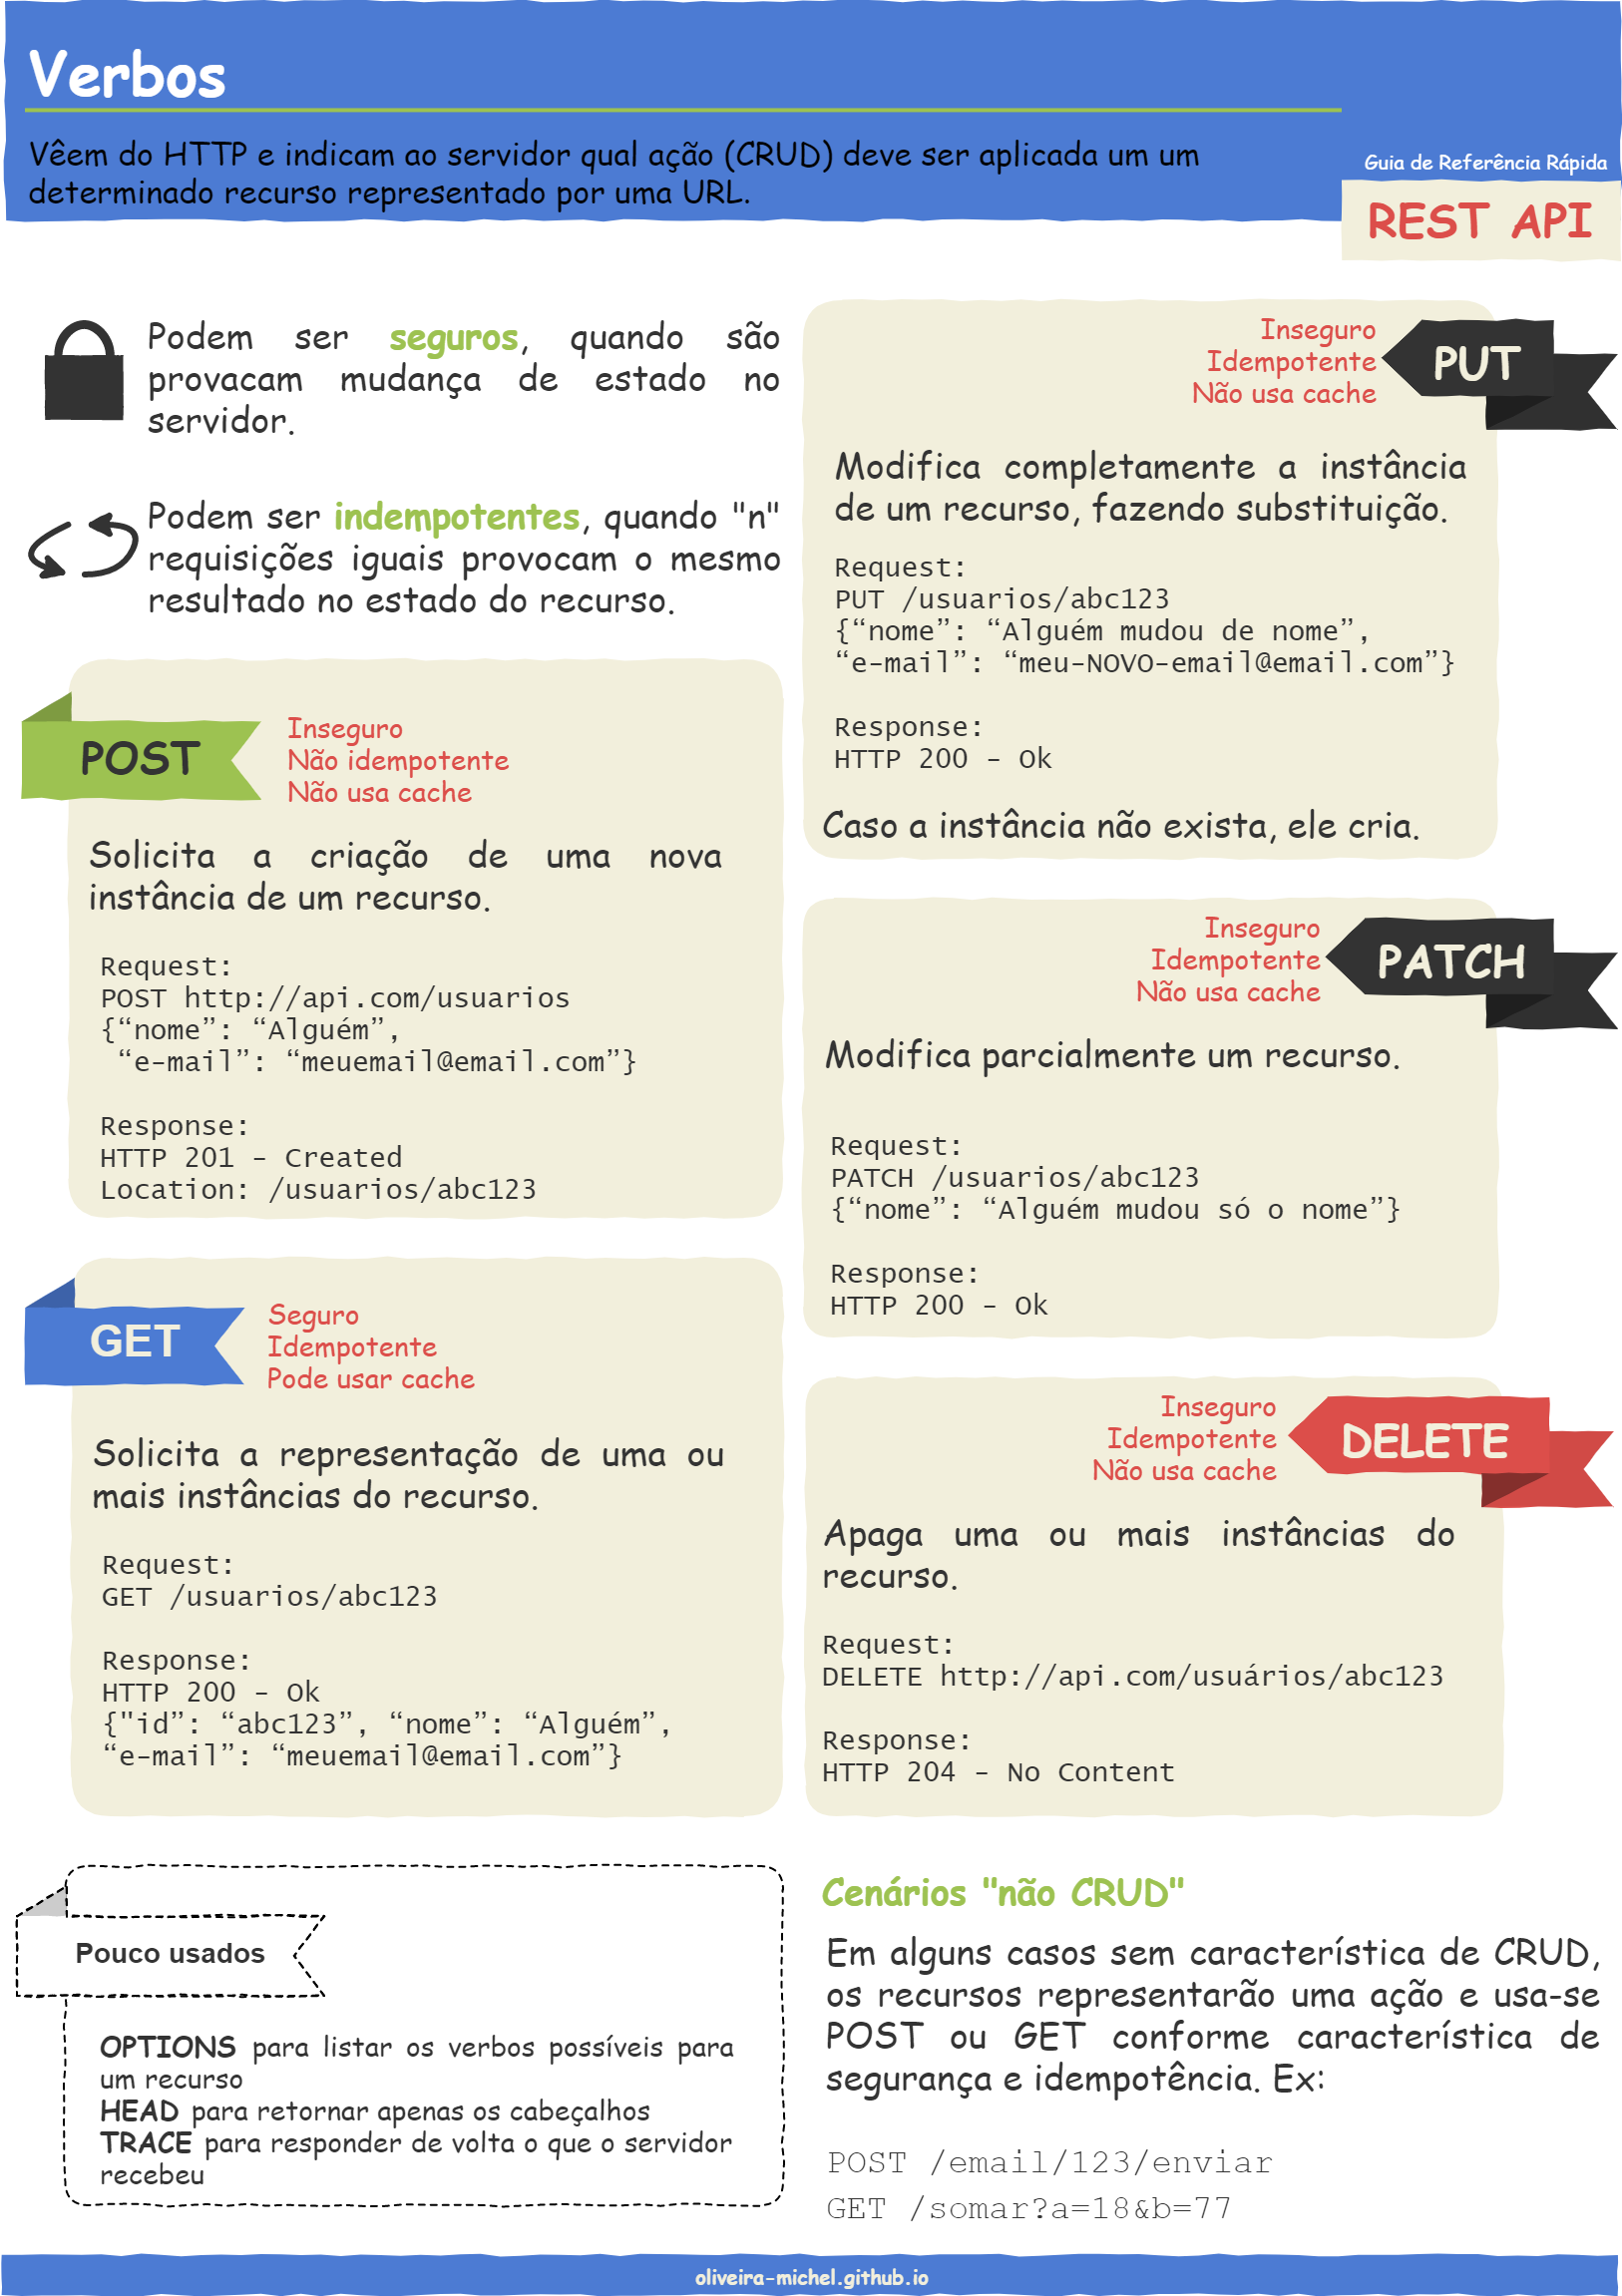 Verbos
Vêem do HTTP e indicam ao servidor qual ação (CRUD) deve ser aplicada um um
determinado recurso representado por uma URL.
Guia de Referência Rápida
REST API
Podem ser seguros, quando são
provacam mudança de estado no
servidor.
Podem ser indempotentes, quando "n"
requisições iguais provocam o mesmo
resultado no estado do recurso.
POST
Inseguro
Não idempotente
Não usa cache
Solicita a criação de uma nova
instância de um recurso.
Request:
POST http://api.com/usuarios
{“nome”: “Alguém”,
“e-mail”: “meuemail@email.com”}
Response:
HTTP 201 – Created
Location: /usuarios/abc123
GET
Seguro
Idempotente
Pode usar cache
Solicita a representação de uma ou
mais instâncias do recurso.
Request:
GET /usuarios/abc123
Response:
HTTP 200 – Ok
{"id”: “abc123”, “nome”: “Alguém”,
“e-mail”: “meuemail@email.com”}
Pouco usados
OPTIONS para listar os verbos possíveis para
um recurso
HEAD para retornar apenas os cabeçalhos
TRACE para responder de volta o que o servidor
recebeu
Inseguro
Idempotente
Não usa cache
PUT
Modifica completamente a instância
de um recurso, fazendo substituição.
Request:
PUT /usuarios/abc123
{“nome”: “Alguém mudou de nome”,
“e-mail”: “meu-NOVO-email@email.com”}
Response:
HTTP 200 – Ok
Caso a instância não exista, ele cria.
Inseguro
Idempotente
Não usa cache
PATCH
Modifica parcialmente um recurso.
Request:
PATCH /usuarios/abc123
{“nome”: “Alguém mudou só o nome”}
Response:
HTTP 200 – Ok
Inseguro
Idempotente
Não usa cache
DELETE
Apaga uma ou mais instâncias do
recurso.
Request:
DELETE http://api.com/usuários/abc123
Response:
HTTP 204 – No Content
Cenários "não CRUD"
Em alguns casos sem característica de CRUD,
os recursos representarão uma ação e usa-se
POST ou GET conforme característica de
segurança e idempotência. Ex:
POST /email/123/enviar
GET /somar?a=18&b=77
oliveira-michel.github.io